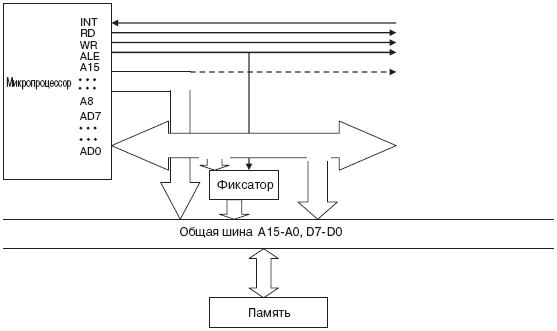 INT
RD
WR
ALE
A15
Микропроцессор
A8
AD7
AD0
Фиксатор
Общая шина A15-A0, D7-D0
Память